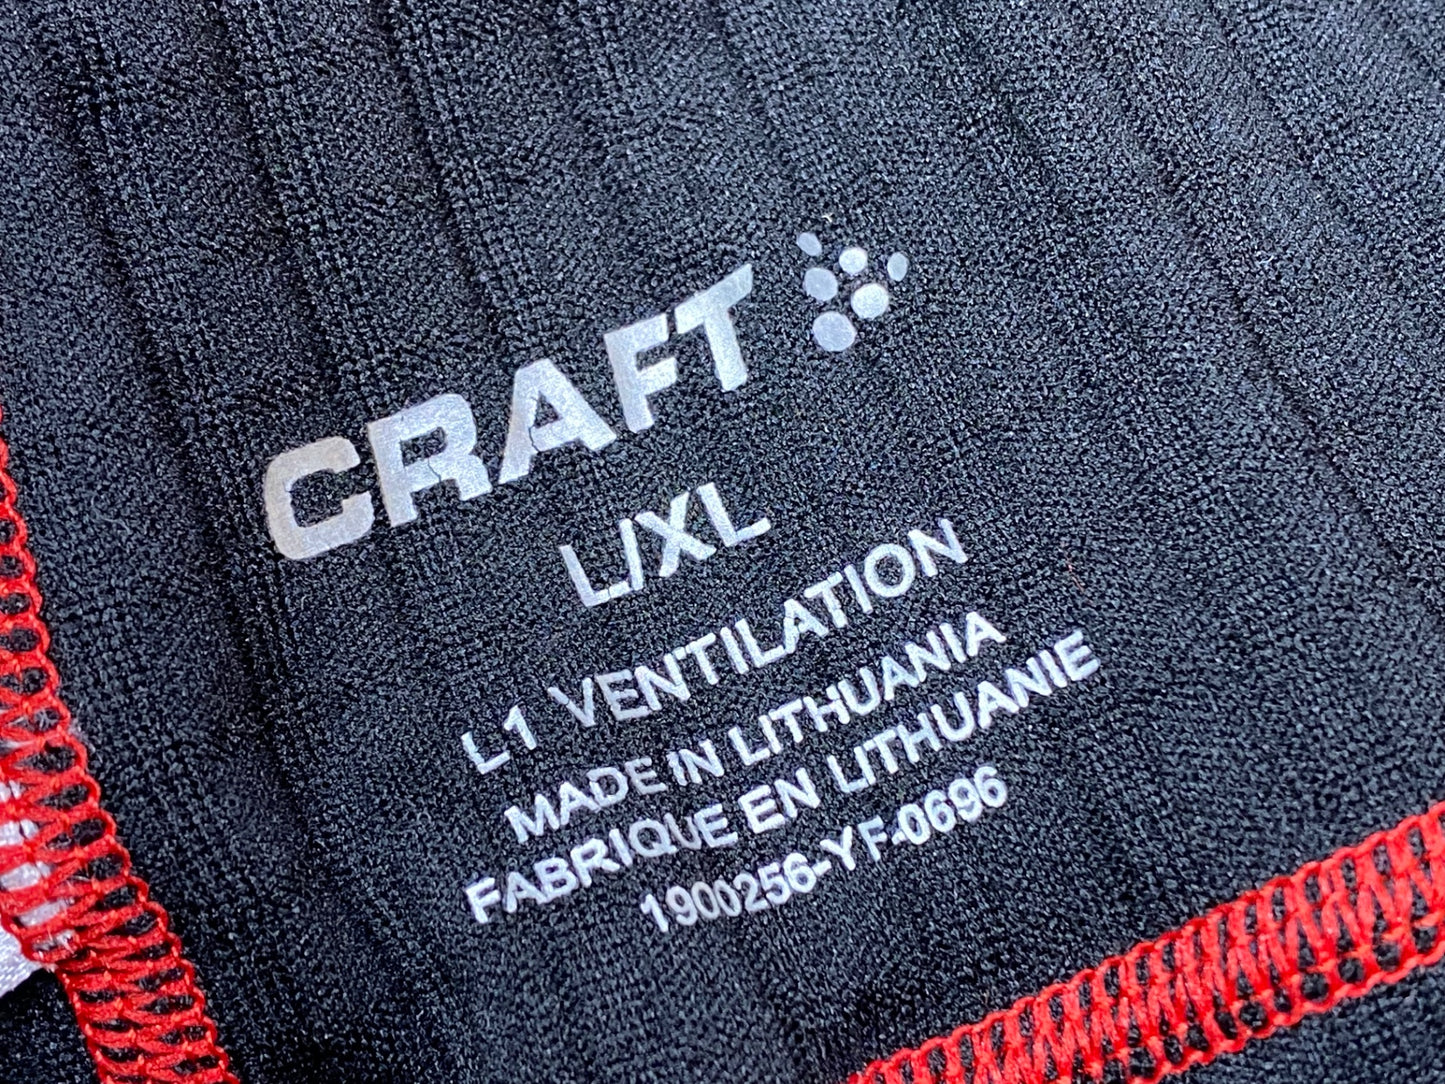 CRAFT
L/XL
L1 VENTILATION
MADE IN LITHUANIA
FABRIQUE EN LITHUANIE
1900256-YF-0696